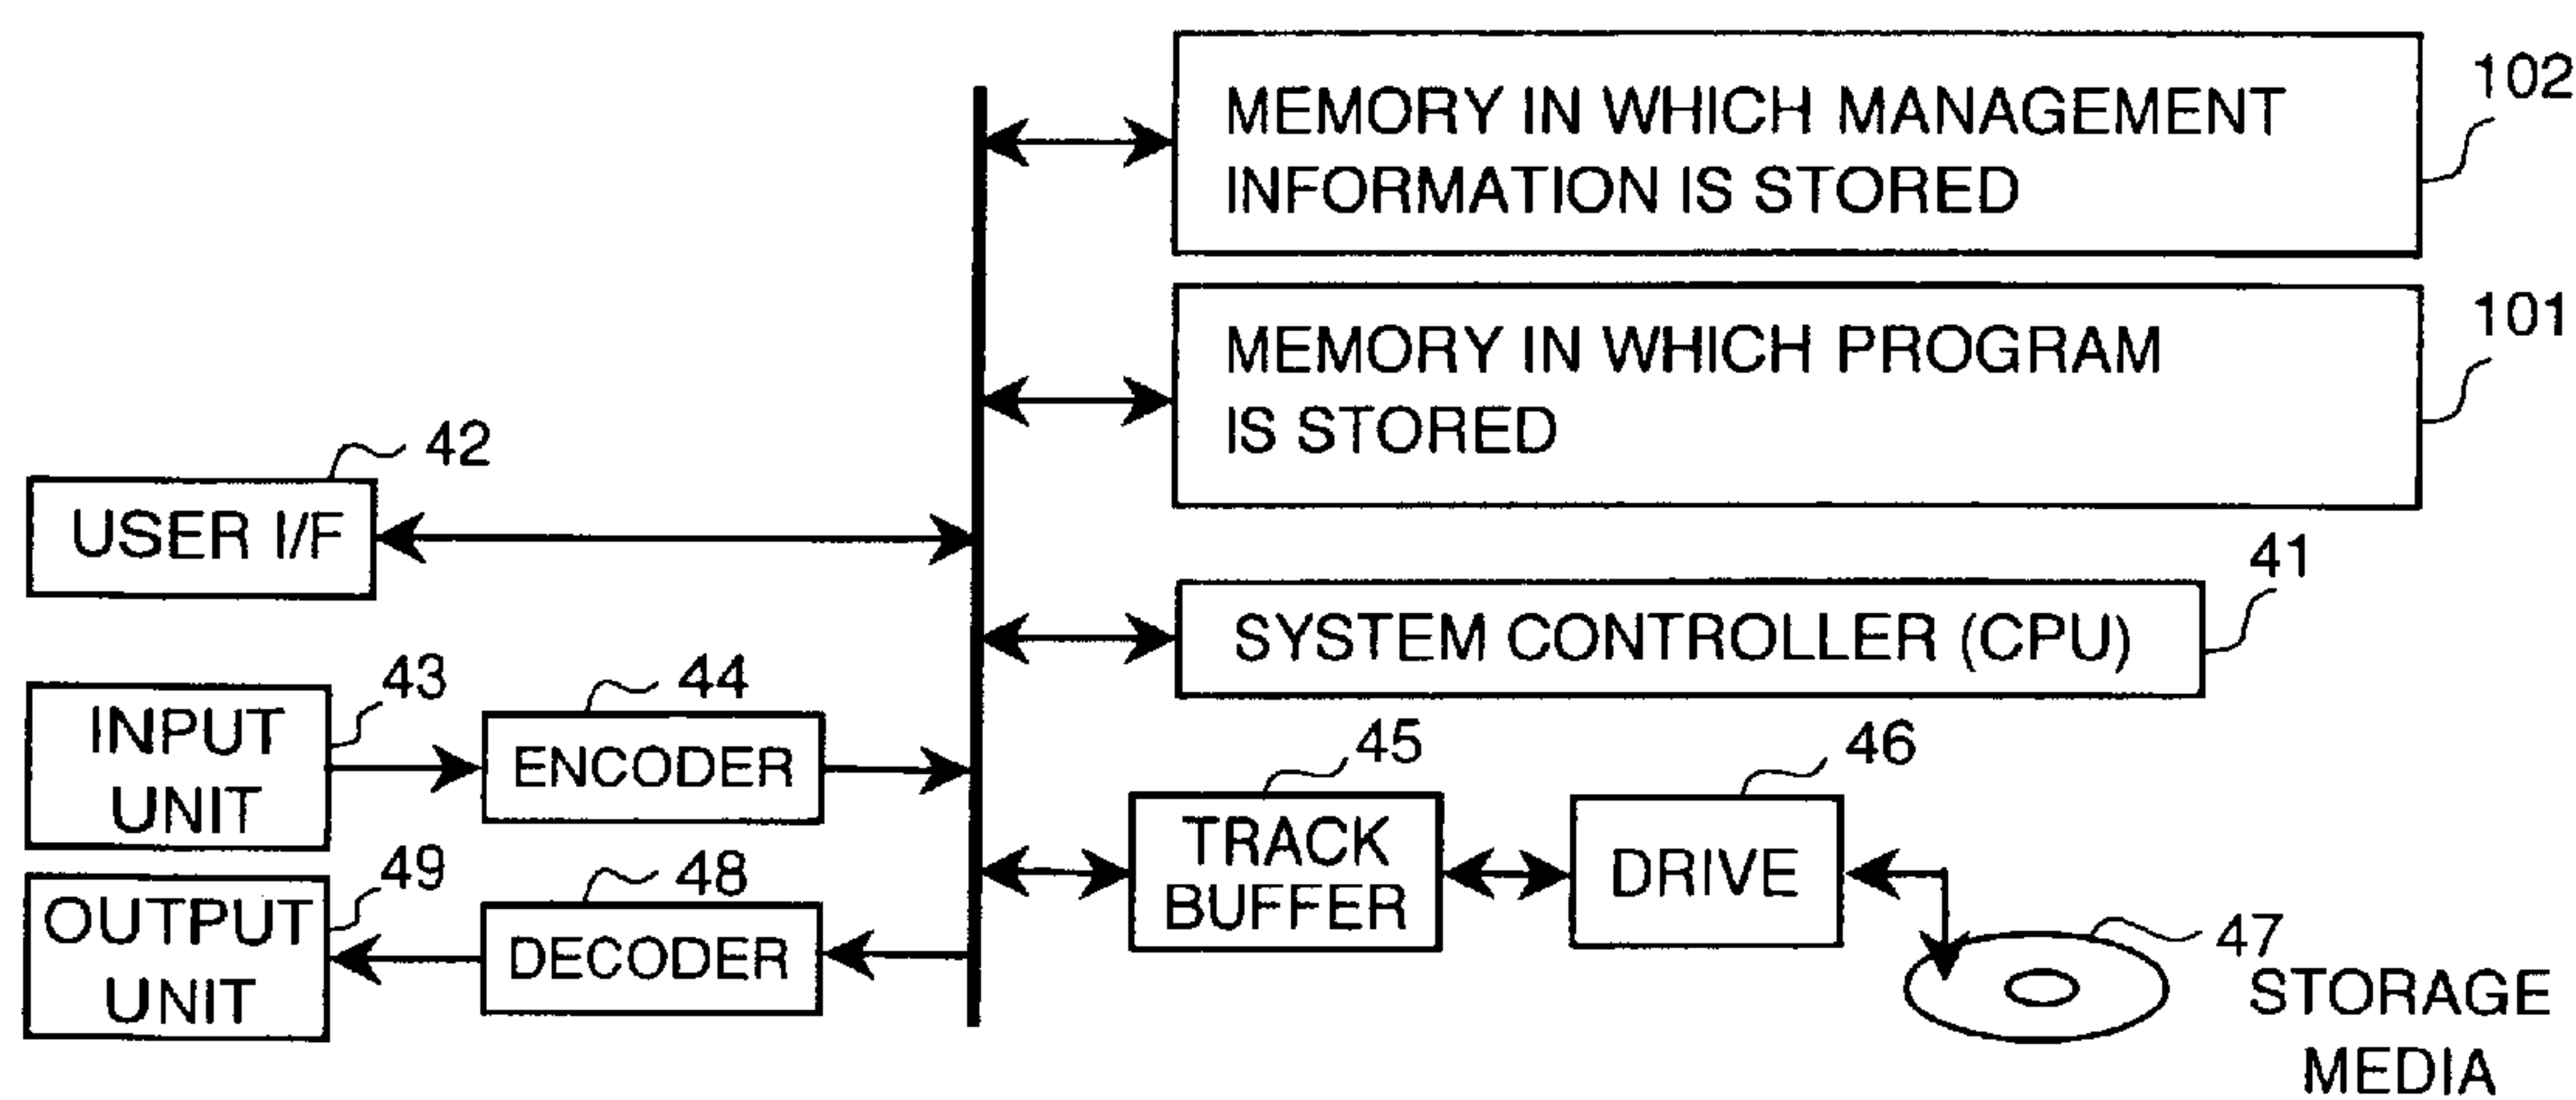 102
MEMORY IN WHICH MANAGEMENT
INFORMATION IS STORED
101
MEMORY IN WHICH PROGRAM
IS STORED
42
USER I/F
41
SYSTEM CONTROLLER (CPU)
43
INPUT
UNIT
44
ENCODER
45
TRACK
BUFFER
46
DRIVE
49
OUTPUT
UNIT
48
DECODER
47
STORAGE
MEDIA